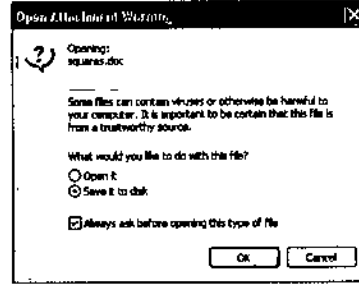 Open Attachment Warning
Opening:
squares.doc
Some files can contain viruses or otherwise be harmful to
your computer. It is important to be certain that this file is
from a trustworthy source.
What would you like to do with this file?
Open it
Save it to disk
Always ask before opening this type of file
OK
Cancel